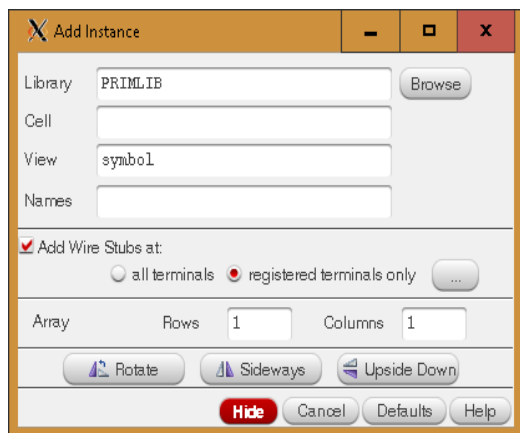 Add Instance
Library PRIMLIB Browse
Cell
View symbol
Names
Add Wire Stubs at:
all terminals registered terminals only ...
Array Rows 1 Columns 1
Rotate Sideways Upside Down
Hide Cancel Defaults Help